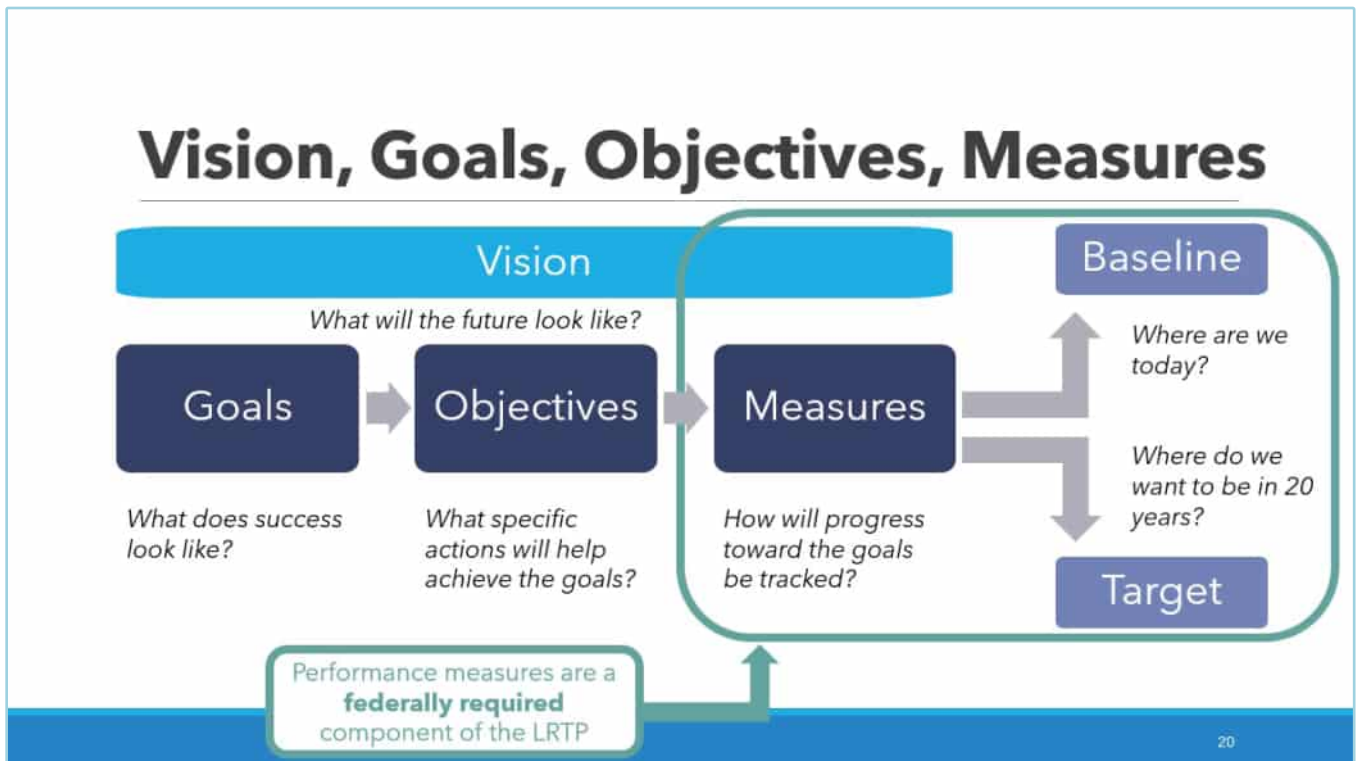 Vision, Goals, Objectives, Measures
Vision
What will the future look like?
Goals
Objectives
Measures
What does success
look like?
What specific
actions will help
achieve the goals?
How will progress
toward the goals
be tracked?
Baseline
Where are we
today?
Where do we
want to be in 20
years?
Target
Performance measures are a
federally required
component of the LRTP
20